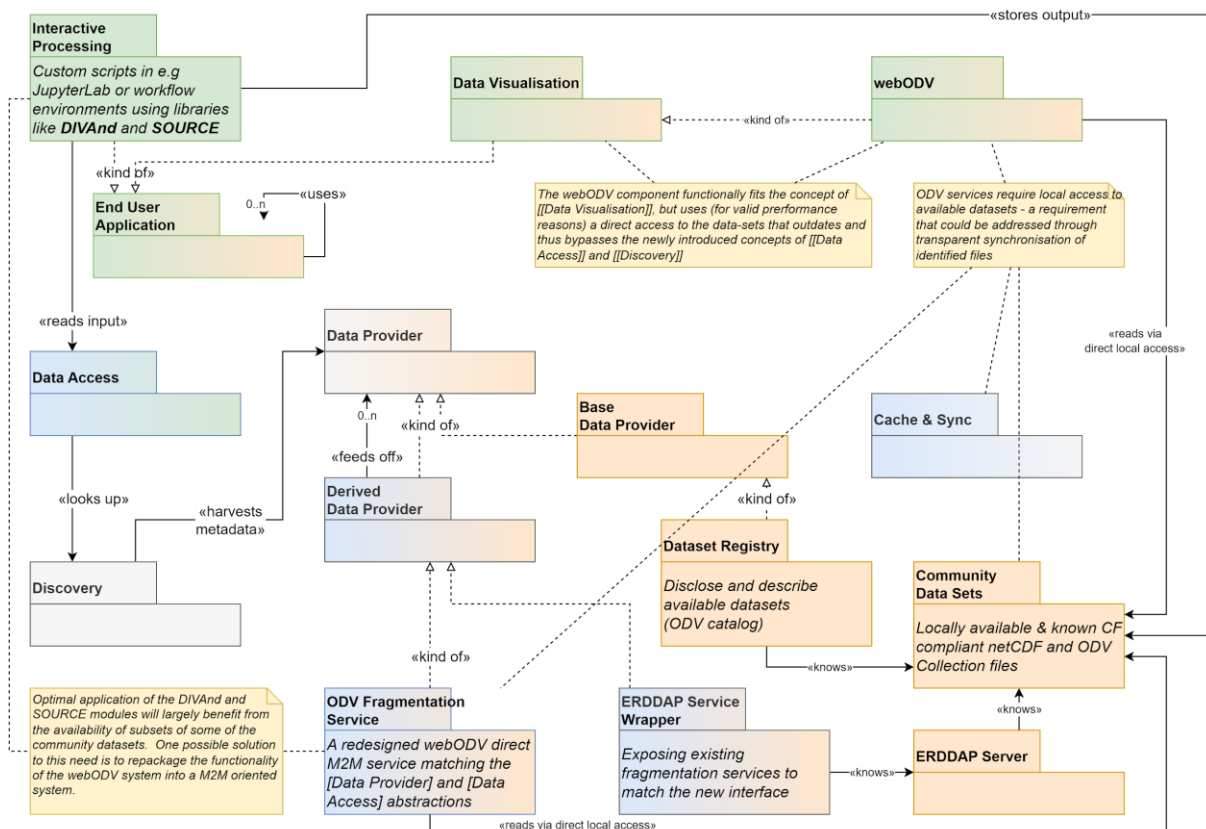 Interactive
Processing
Custom scripts in e.g
JupyterLab or workflow
environments using libraries
like DIVAnd and SOURCE
«stores output»
Data Visualisation
webODV
«kind of»
«kind of»
End User
Application
«uses»
0..n
The webODV component functionally fits the concept of
[[Data Visualisation]], but uses (for valid prerformance
reasons) a direct access to the data-sets that outdates and
thus bypasses the newly introduced concepts of [[Data
Access]] and [[Discovery]]
ODV services require local access to
available datasets - a requirement
that could be addressed through
transparent synchronisation of
identified files
«reads input»
«reads via
direct local access»
Data Access
Data Provider
0..n
«kind of»
«feeds off»
Base
Data Provider
Cache & Sync
«looks up»
«harvests
metadata»
Derived
Data Provider
«kind of»
Discovery
Dataset Registry
Disclose and describe
available datasets
(ODV catalog)
Community
Data Sets
Locally available & known CF
compliant netCDF and ODV
Collection files
«kind of»
«knows»
«knows»
Optimal application of the DIVAnd and
SOURCE modules will largely benefit from
the availability of subsets of some of the
community datasets. One possible solution
to this need is to repackage the functionality
of the webODV system into a M2M oriented
system.
ODV Fragmentation
Service
A redesigned webODV direct
M2M service matching the
[Data Provider] and [Data
Access] abstractions
ERDDAP Service
Wrapper
Exposing existing
fragmentation services to
match the new interface
«knows»
ERDDAP Server
«reads via direct local access»